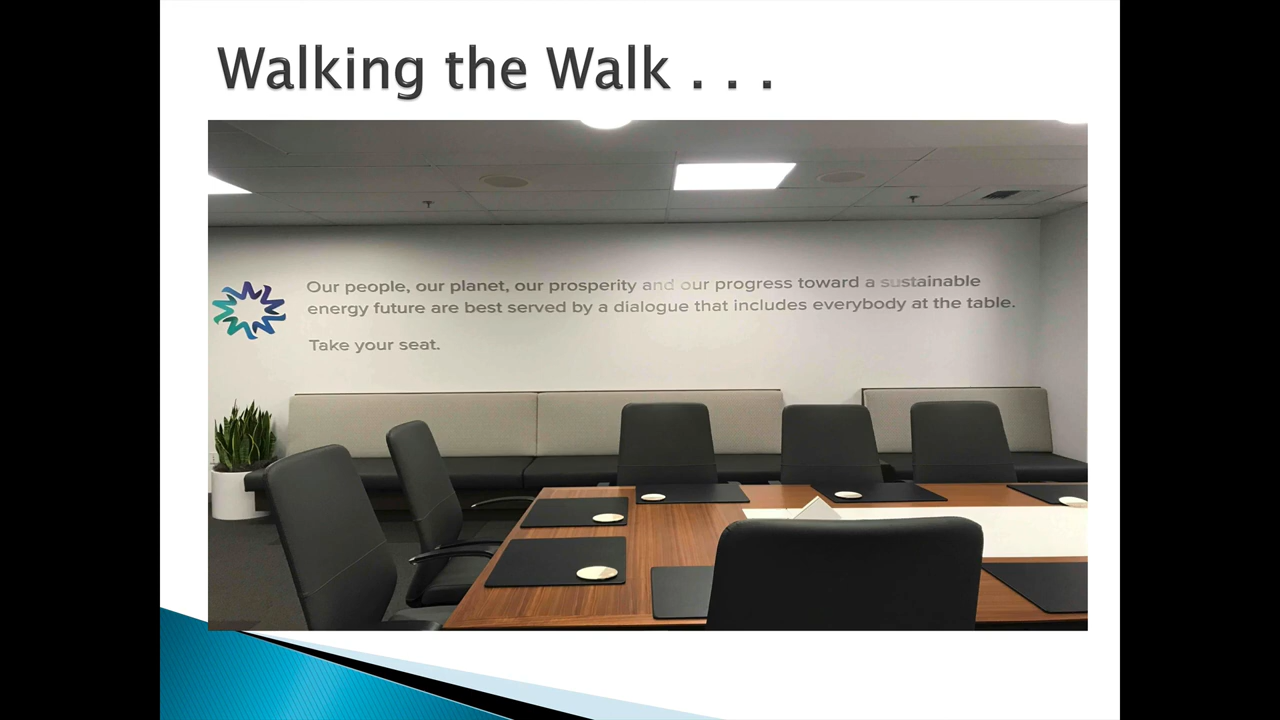 Walking the Walk . . .
Our people, our planet, our prosperity and our progress toward a sustainable
energy future are best served by a dialogue that includes everybody at the table.
Take your seat.